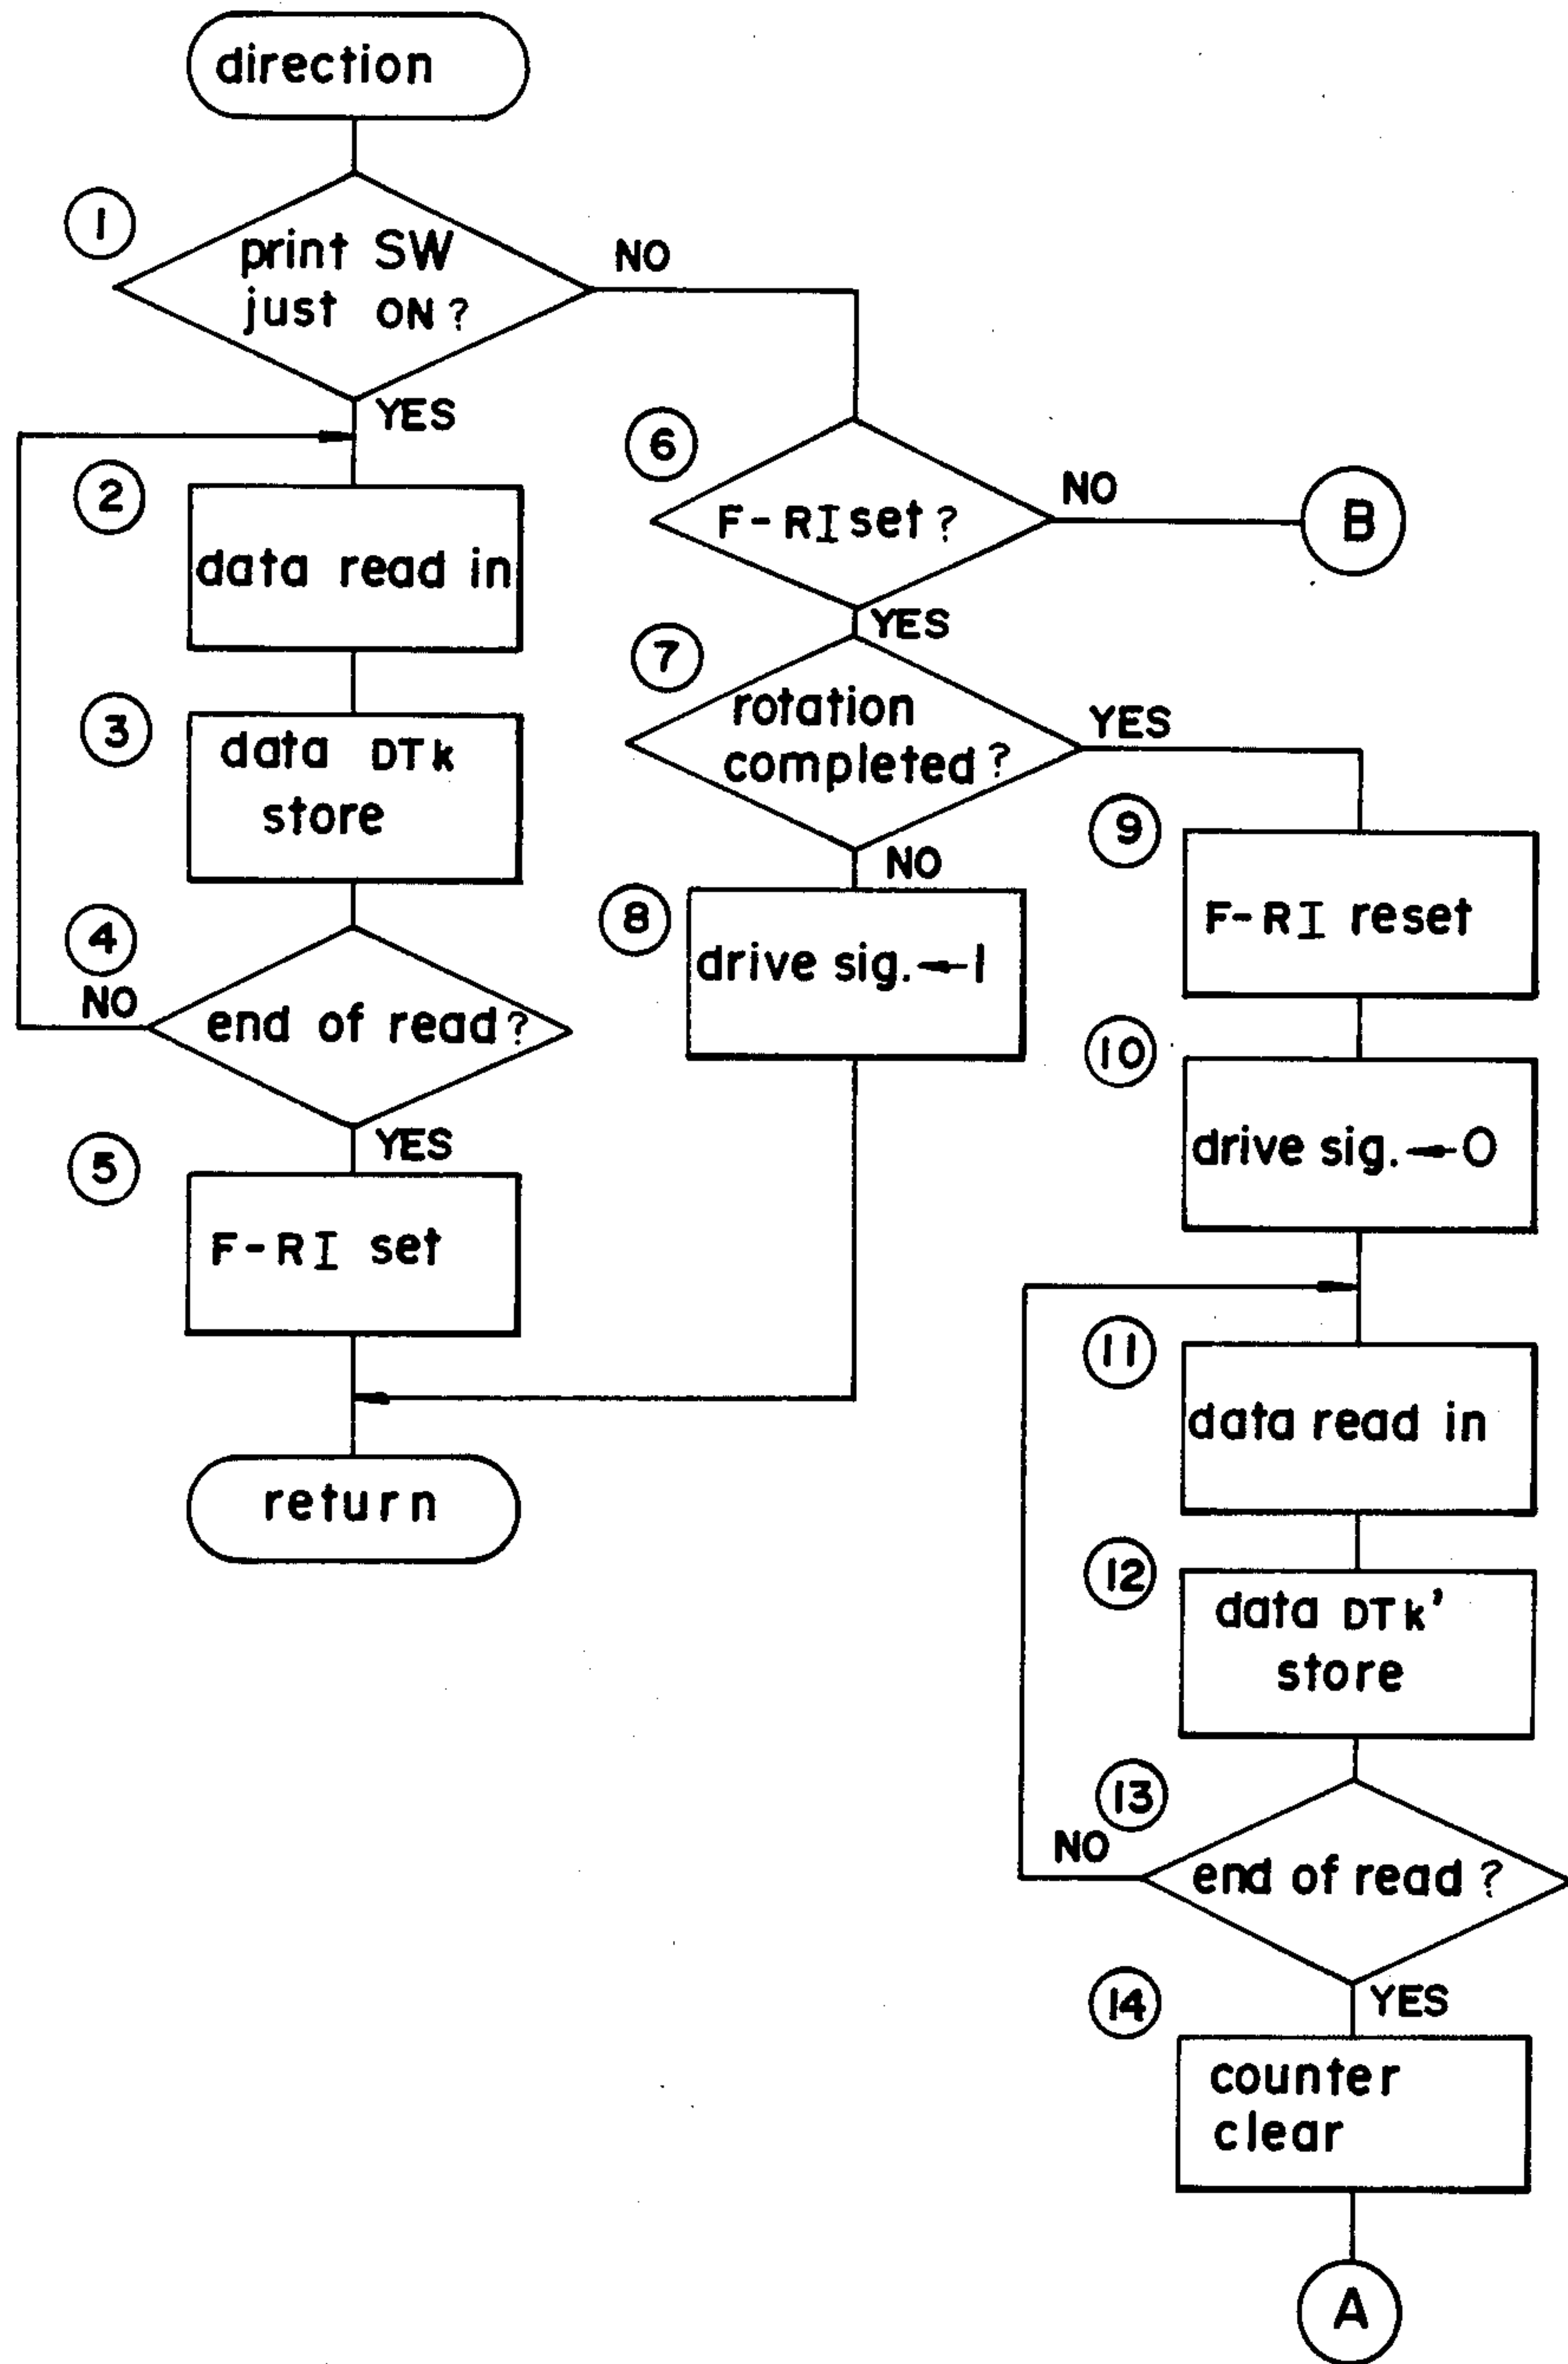 direction
1
print SW
just ON?
NO
YES
2
data read in
3
data DTk
store
4
NO
end of read?
YES
5
F-RI set
return
6
F-RI set?
NO
B
YES
7
rotation
completed?
YES
NO
8
drive sig.←1
9
F-RI reset
10
drive sig.←0
11
data read in
12
data DTk'
store
13
NO
end of read?
YES
14
counter
clear
A